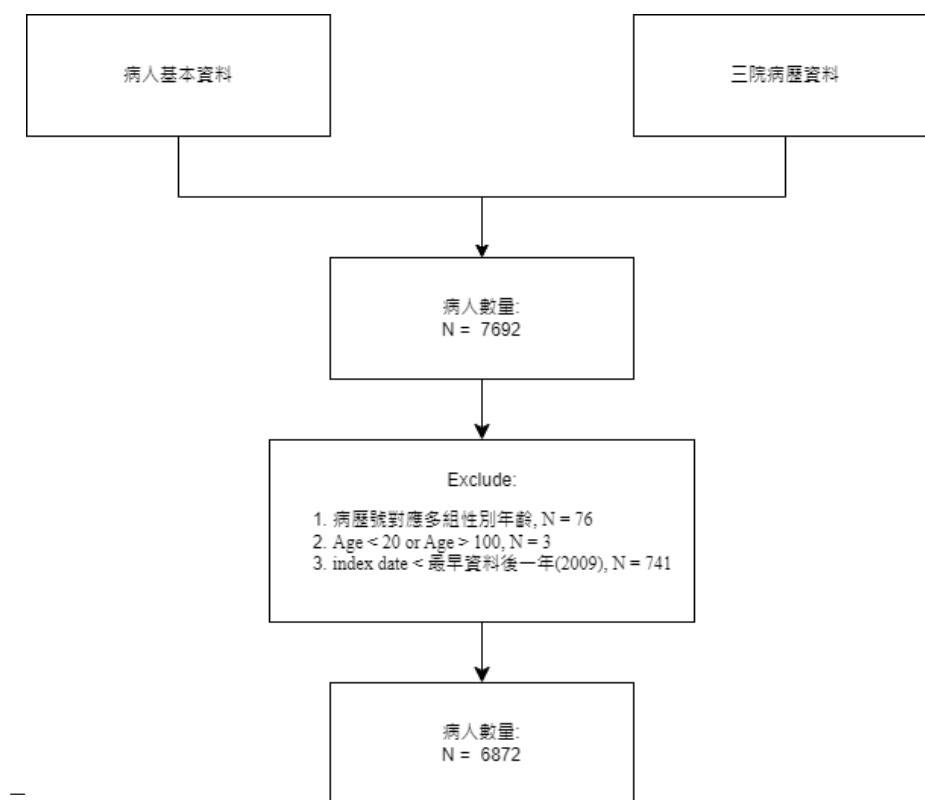 病人基本資料
三院病歷資料
病人數量:
N = 7692
Exclude:
1. 病歷號對應多組性別年齡, N = 76
2. Age < 20 or Age > 100, N = 3
3. index date < 最早資料後一年(2009), N = 741
病人數量:
N = 6872